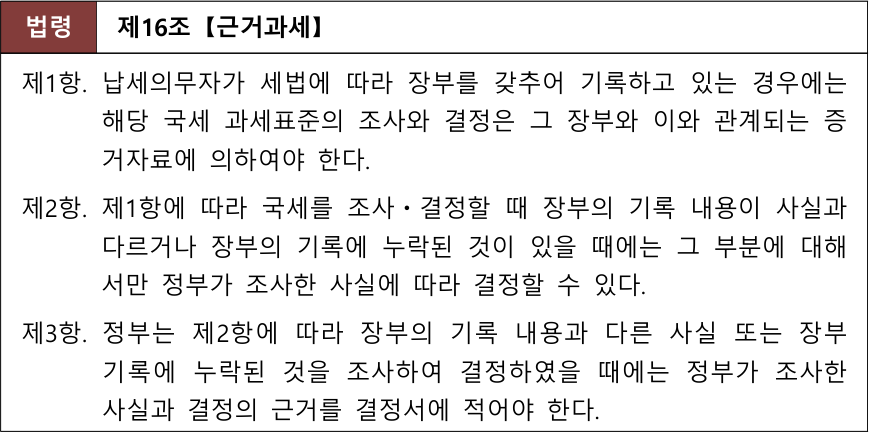 법령 제16조【근거과세】
제1항. 납세의무자가 세법에 따라 장부를 갖추어 기록하고 있는 경우에는
해당 국세 과세표준의 조사와 결정은 그 장부와 이와 관계되는 증
거자료에 의하여야 한다.
제2항. 제1항에 따라 국세를 조사・결정할 때 장부의 기록 내용이 사실과
다르거나 장부의 기록에 누락된 것이 있을 때에는 그 부분에 대해
서만 정부가 조사한 사실에 따라 결정할 수 있다.
제3항. 정부는 제2항에 따라 장부의 기록 내용과 다른 사실 또는 장부
기록에 누락된 것을 조사하여 결정하였을 때에는 정부가 조사한
사실과 결정의 근거를 결정서에 적어야 한다.